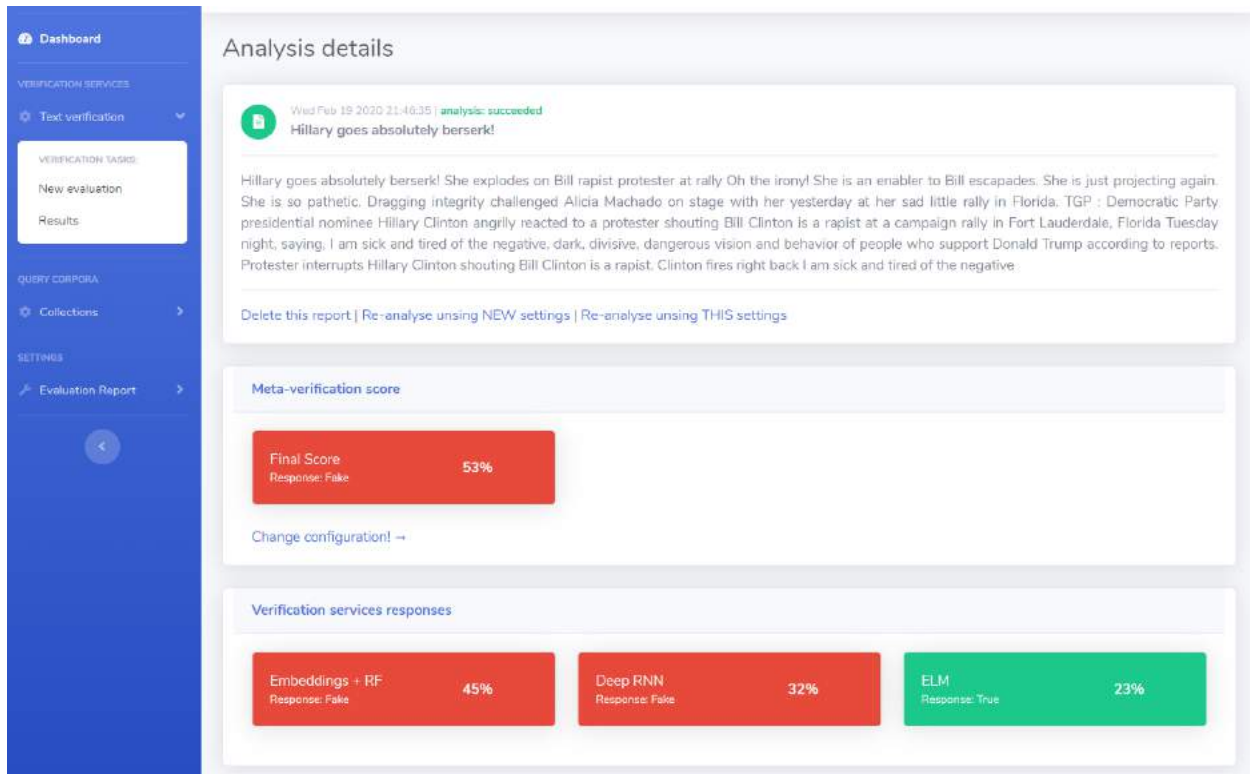 Dashboard
VERIFICATION SERVICES
Text verification
VERIFICATION TASKS:
New evaluation
Results
QUERY CORPORA
Collections
SETTINGS
Evaluation Report
Analysis details
Wed Feb 19 2020 21:46:35 | analysis: succeeded
Hillary goes absolutely berserk!
Hillary goes absolutely berserk! She explodes on Bill rapist protester at rally Oh the irony! She is an enabler to Bill escapades. She is just projecting again.
She is so pathetic. Dragging integrity challenged Alicia Machado on stage with her yesterday at her sad little rally in Florida. TGP : Democratic Party
presidential nominee Hillary Clinton angrily reacted to a protester shouting Bill Clinton is a rapist at a campaign rally in Fort Lauderdale, Florida Tuesday
night, saying, I am sick and tired of the negative, dark, divisive, dangerous vision and behavior of people who support Donald Trump according to reports.
Protester interrupts Hillary Clinton shouting Bill Clinton is a rapist. Clinton fires right back I am sick and tired of the negative
Delete this report | Re-analyse unsing NEW settings | Re-analyse unsing THIS settings
Meta-verification score
Final Score
53%
Response: Fake
Change configuration! →
Verification services responses
Embeddings + RF
45%
Response: Fake
Deep RNN
32%
Response: Fake
ELM
23%
Response: True